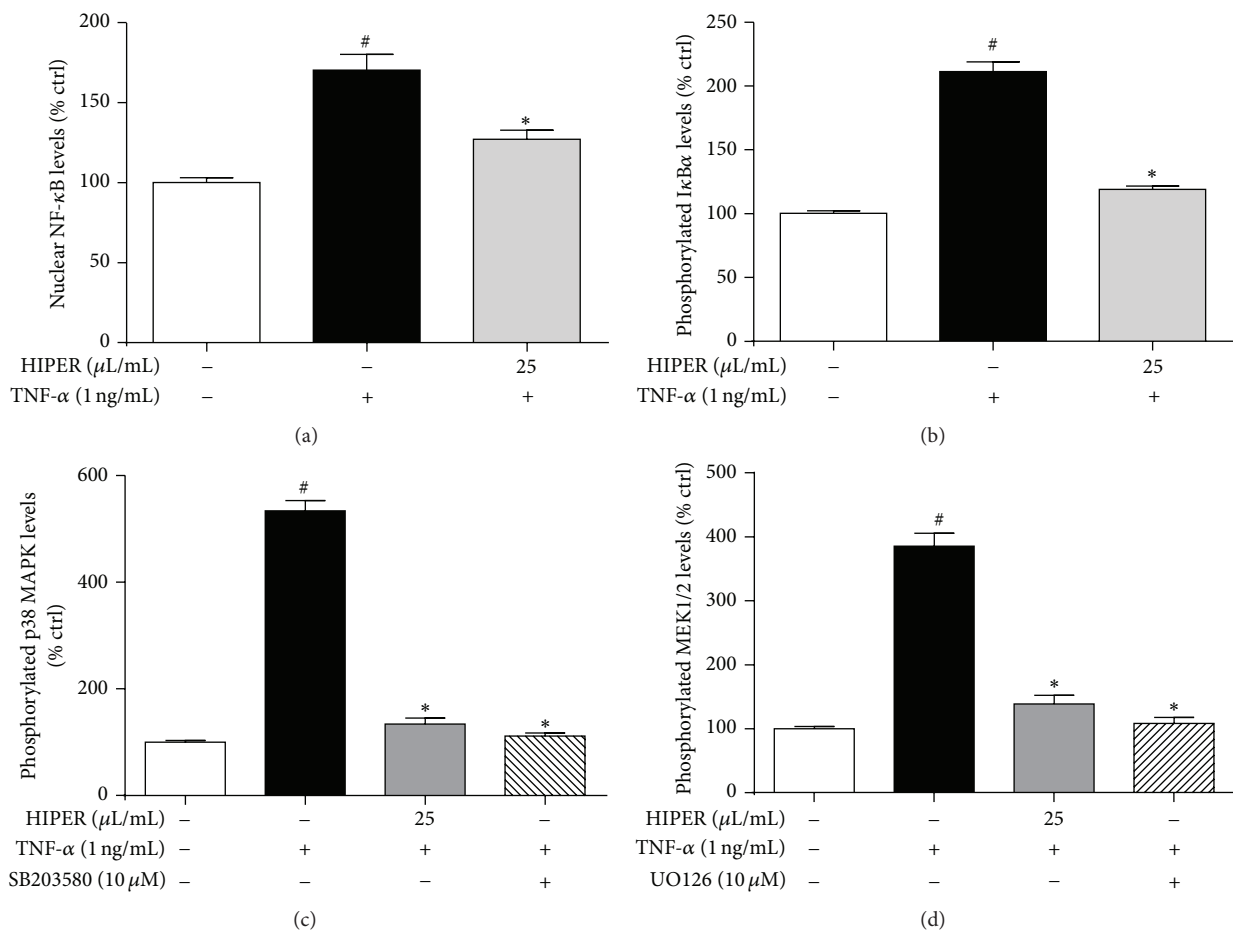 Nuclear NF-κB levels (% ctrl)
200
150
100
50
0
#
*
HIPER (μL/mL) – – 25
TNF-α (1 ng/mL) – + +
(a)
Phosphorylated IκBα levels (% ctrl)
250
200
150
100
50
0
#
*
HIPER (μL/mL) – – 25
TNF-α (1 ng/mL) – + +
(b)
Phosphorylated p38 MAPK levels
(% ctrl)
600
400
200
0
#
*
*
HIPER (μL/mL) – – 25 –
TNF-α (1 ng/mL) – + + +
SB203580 (10 μM) – – – +
(c)
Phosphorylated MEK1/2 levels (% ctrl)
500
400
300
200
100
0
#
*
*
HIPER (μL/mL) – – 25 –
TNF-α (1 ng/mL) – + + +
UO126 (10 μM) – – – +
(d)